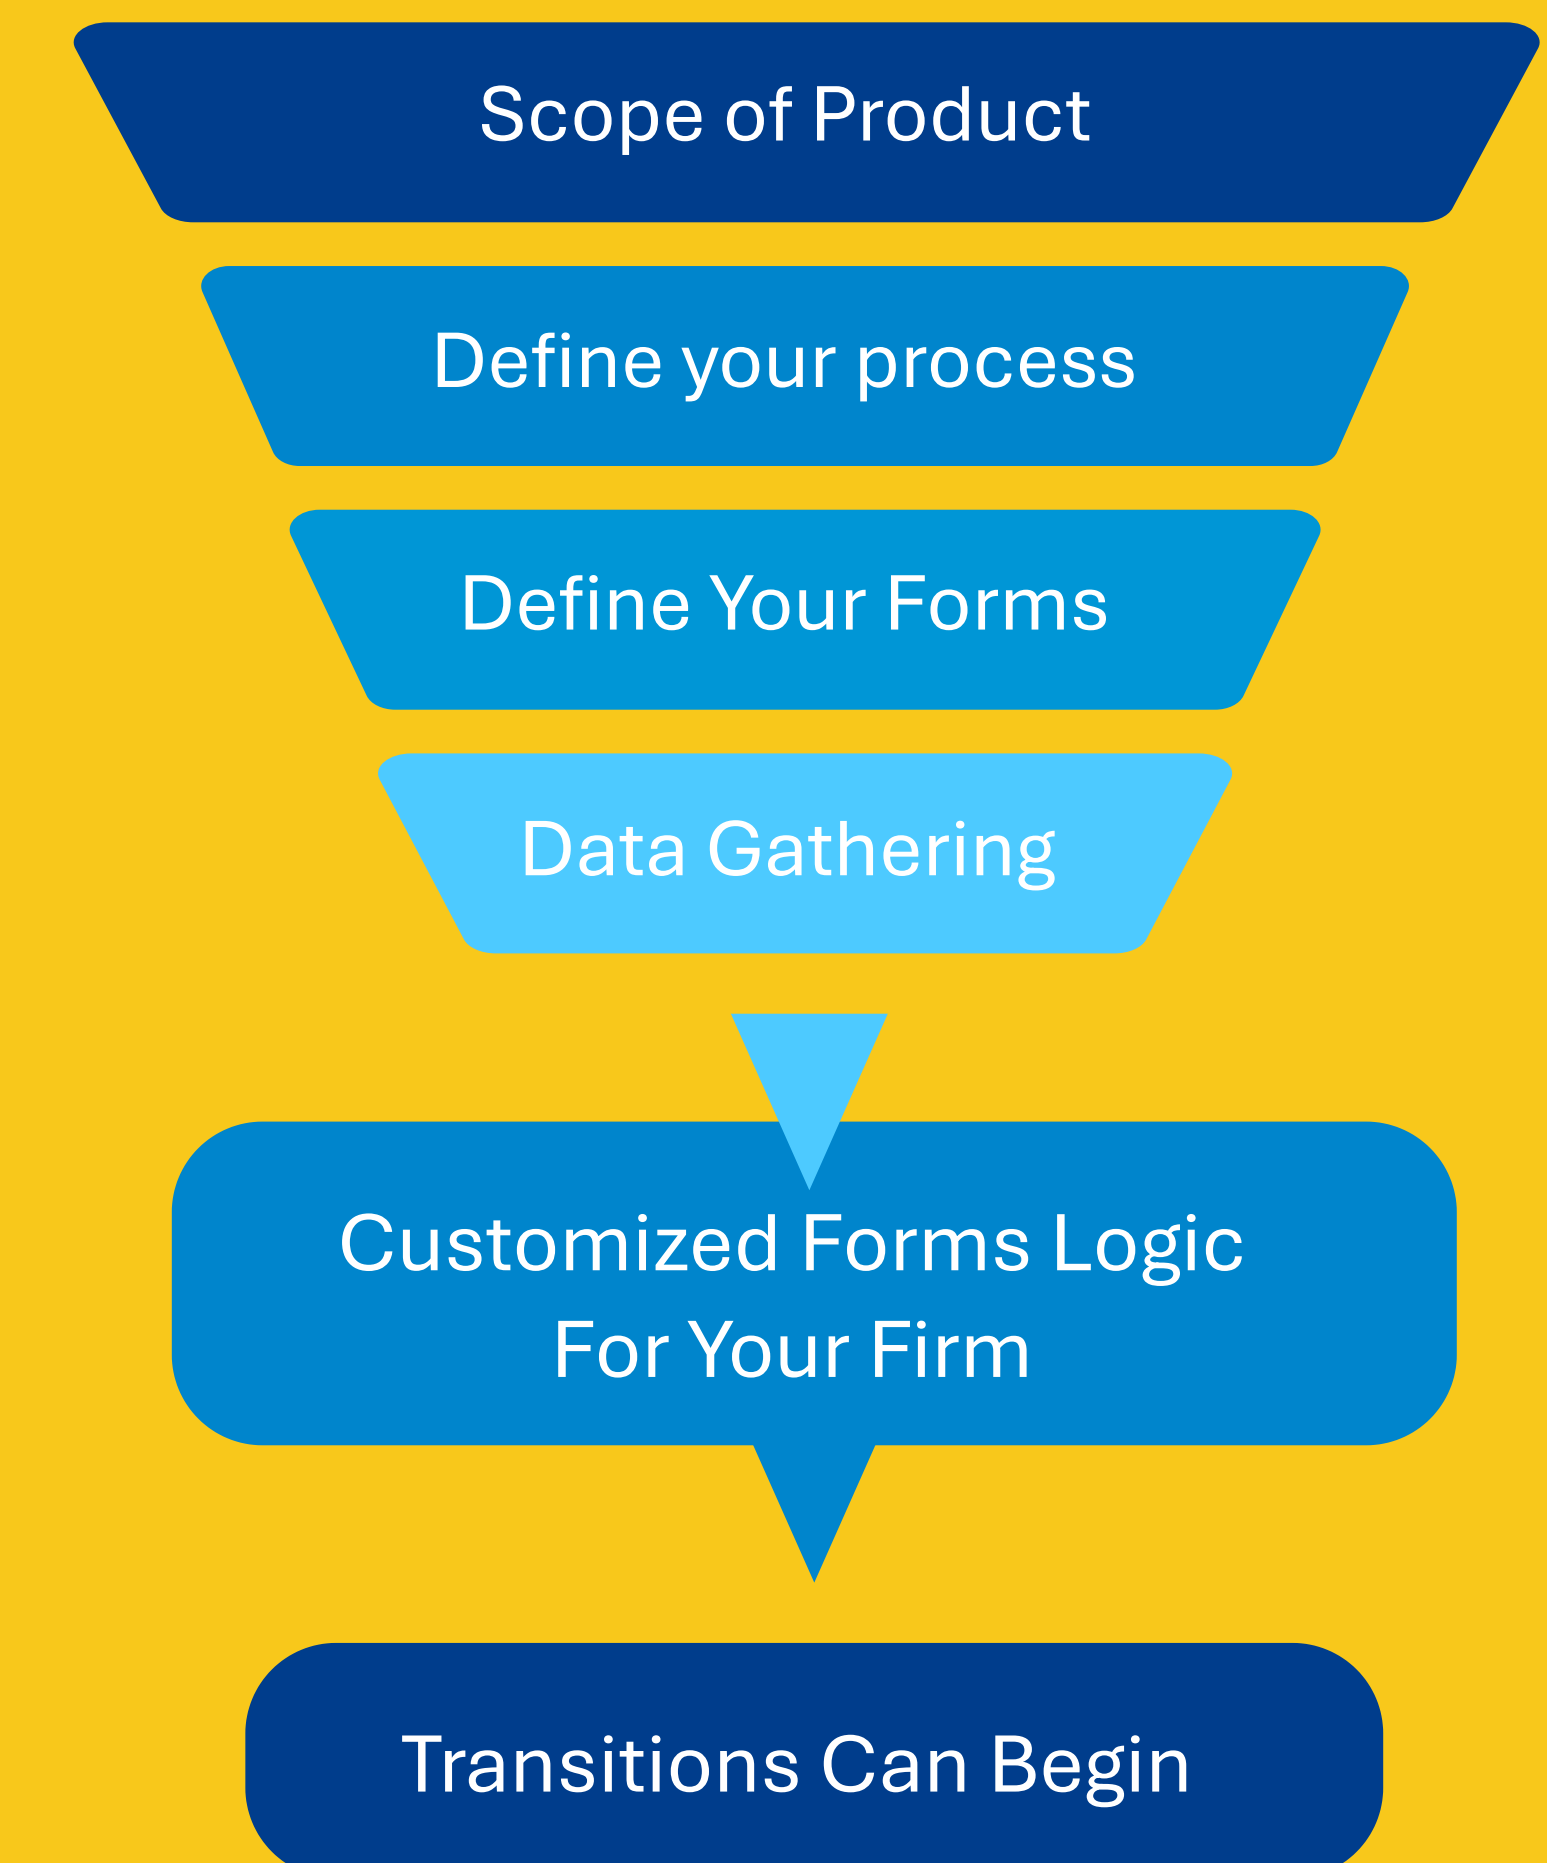 Scope of Product
Define your process
Define Your Forms
Data Gathering
Customized Forms Logic
For Your Firm
Transitions Can Begin